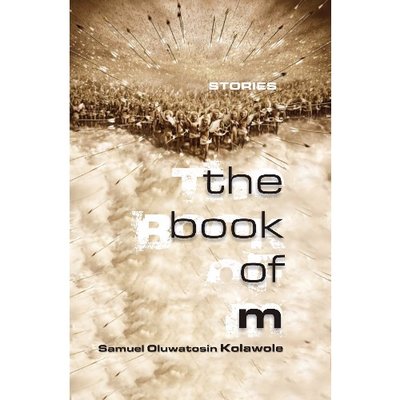 STORIES
the
book
of
m
Samuel Oluwatosin Kolawole